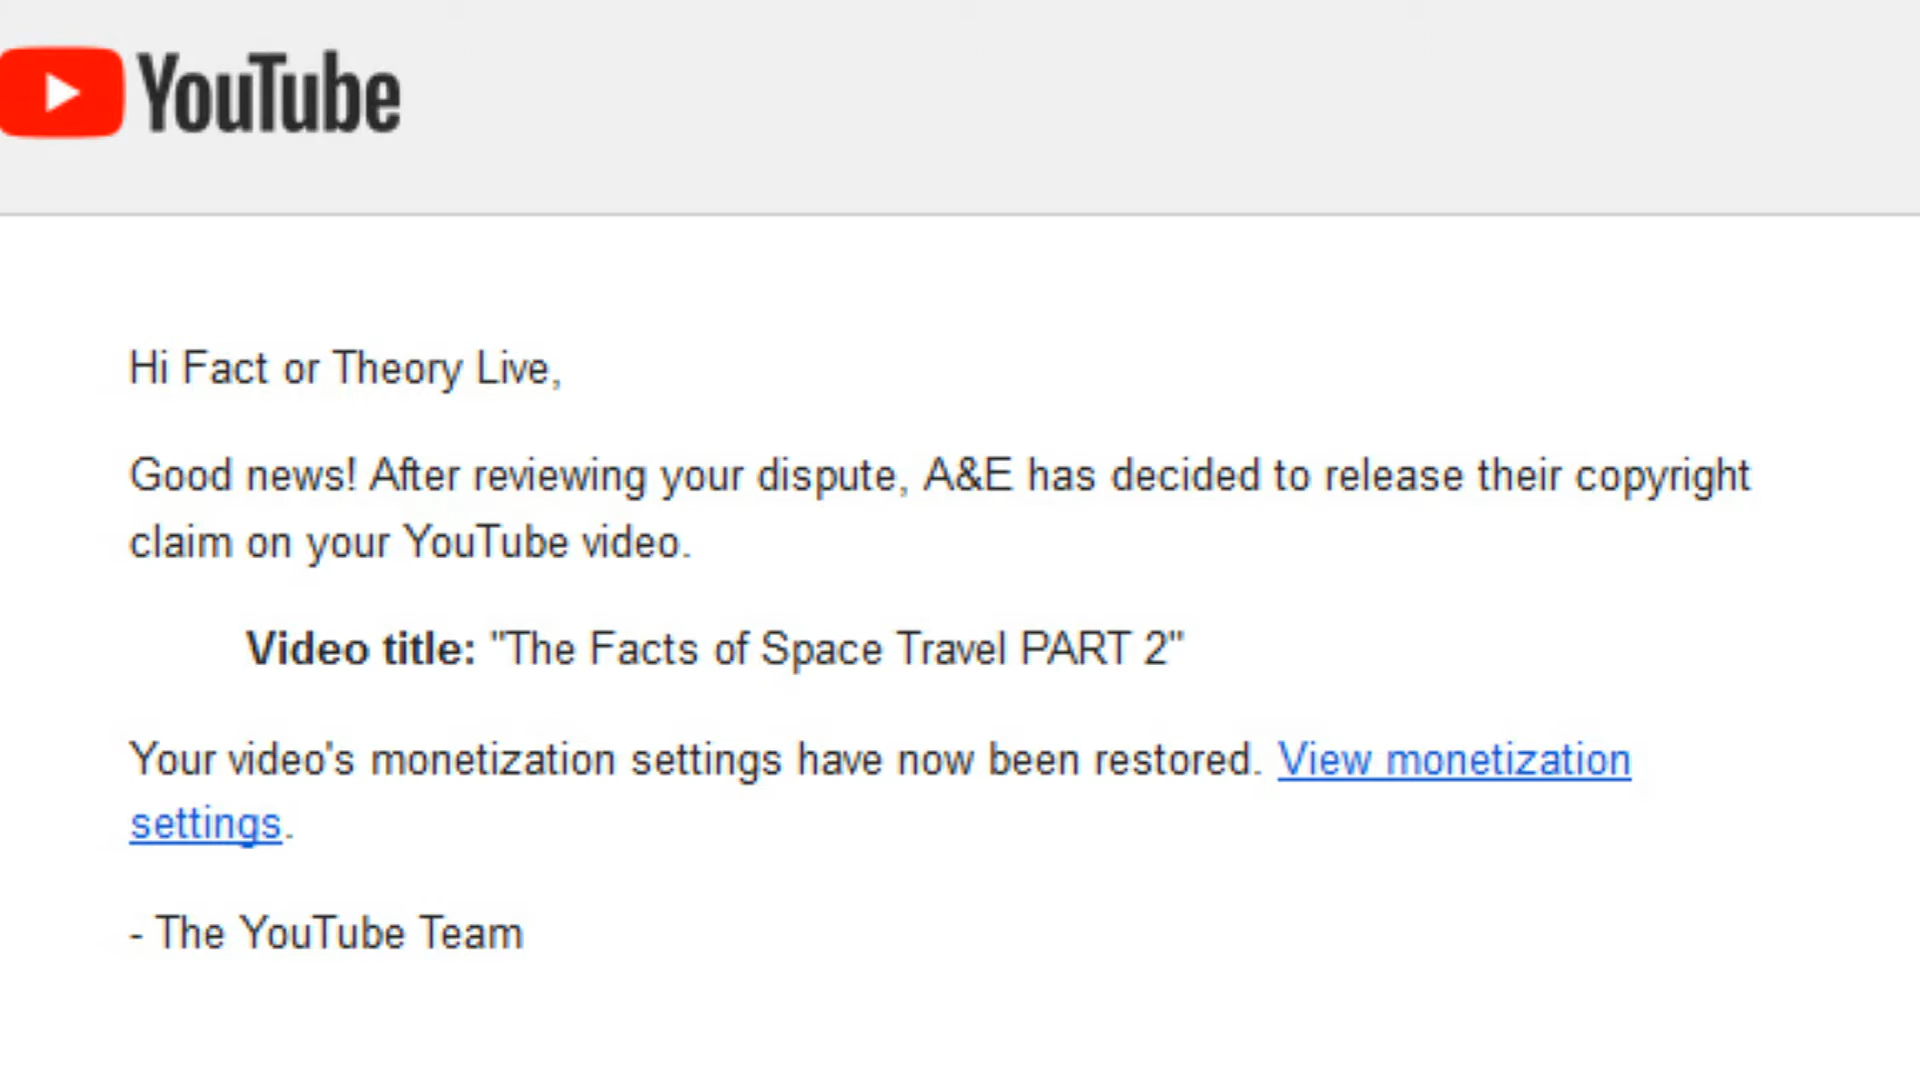 YouTube
Hi Fact or Theory Live,
Good news! After reviewing your dispute, A&E has decided to release their copyright
claim on your YouTube video.
Video title: "The Facts of Space Travel PART 2"
Your video's monetization settings have now been restored. View monetization
settings.
- The YouTube Team